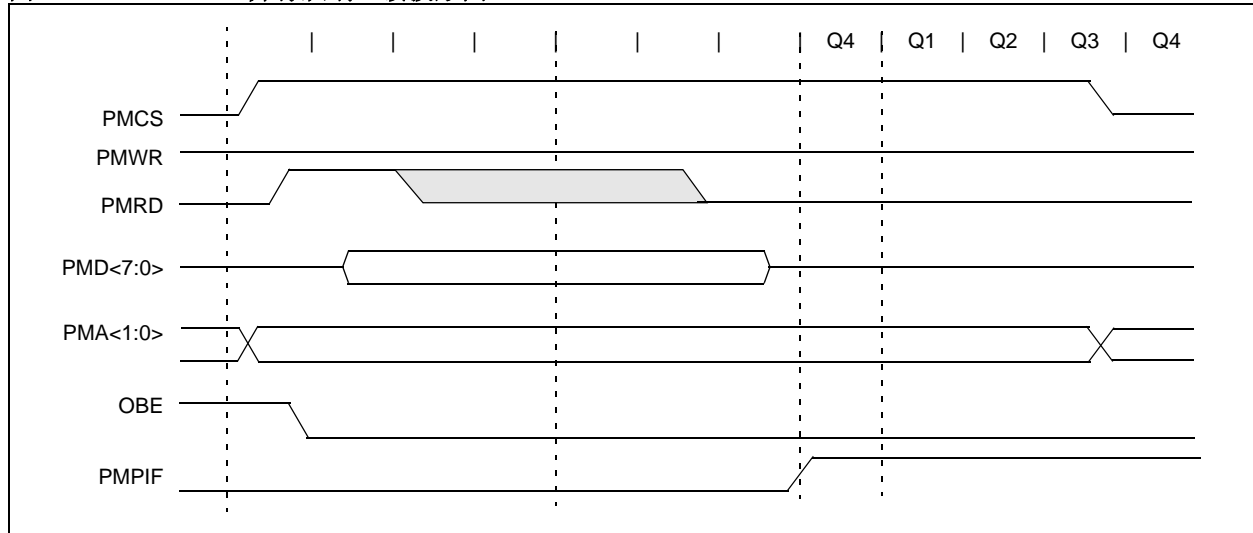 | | | | | | | Q4 | Q1 | Q2 | Q3 | Q4
PMCS
PMWR
PMRD
PMD<7:0>
PMA<1:0>
OBE
PMPIF